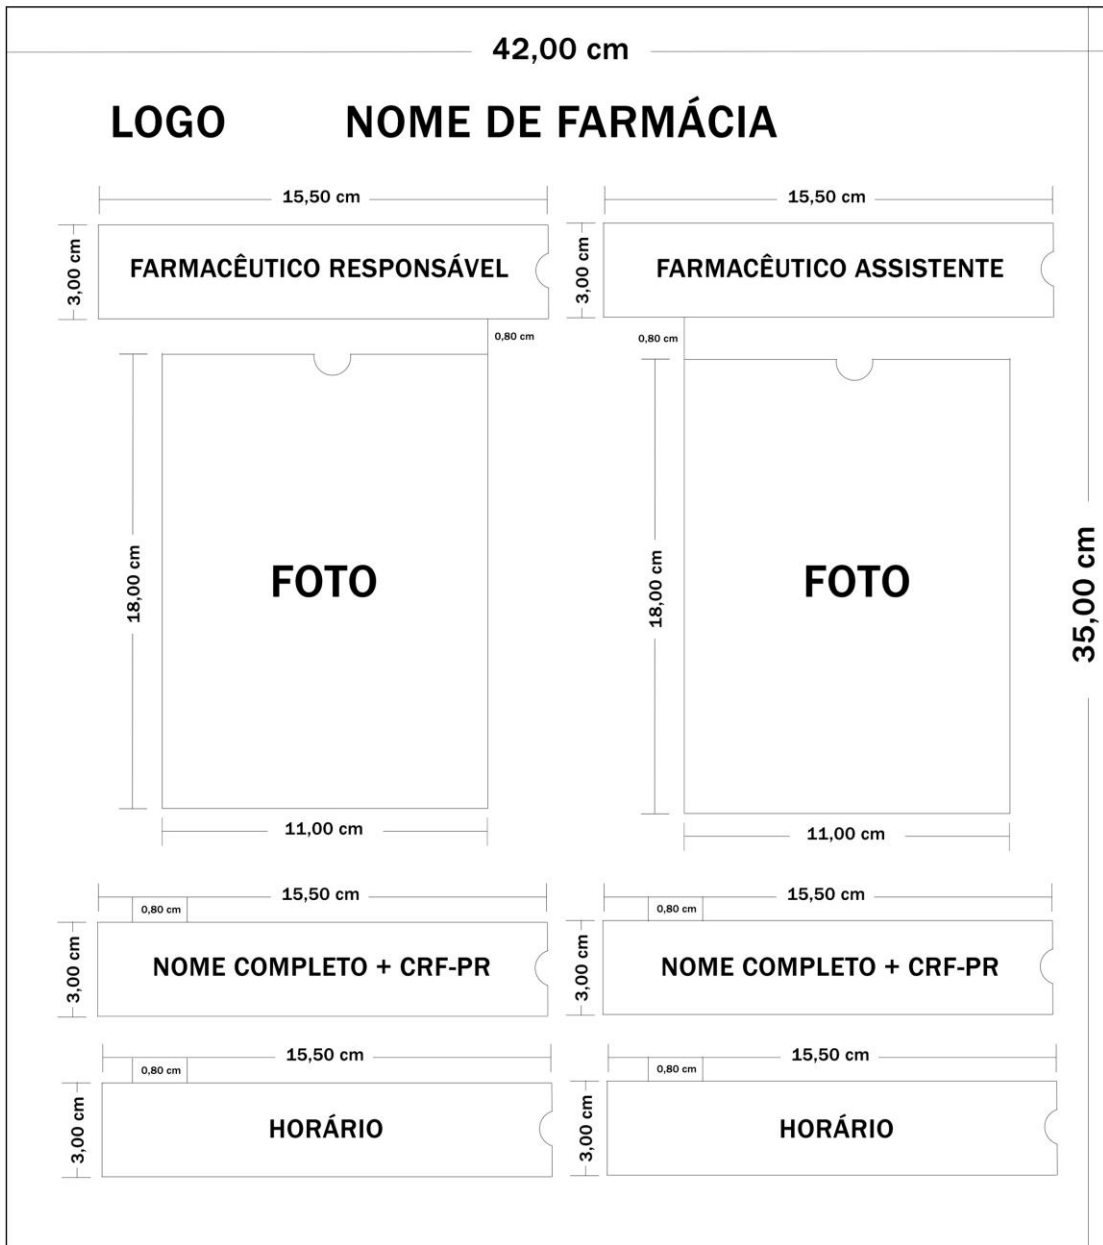 42,00 cm
LOGO NOME DE FARMÁCIA
15,50 cm 15,50 cm
3,00 cm FARMACÊUTICO RESPONSÁVEL 3,00 cm FARMACÊUTICO ASSISTENTE
0,80 cm 0,80 cm
18,00 cm FOTO 18,00 cm FOTO 35,00 cm
11,00 cm 11,00 cm
15,50 cm 15,50 cm
0,80 cm 0,80 cm
3,00 cm NOME COMPLETO + CRF-PR 3,00 cm NOME COMPLETO + CRF-PR
15,50 cm 15,50 cm
0,80 cm 0,80 cm
3,00 cm HORÁRIO 3,00 cm HORÁRIO